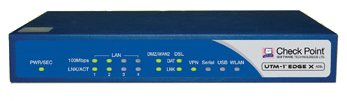 LAN
DMZ/WAN2 DSL
PWR/SEC
100Mbps
DAT
VPN Serial USB WLAN
LNK/ACT
LNK
1 2 3 4
Check Point
SOFTWARE TECHNOLOGIES LTD.
UTM-1 EDGE X ADSL